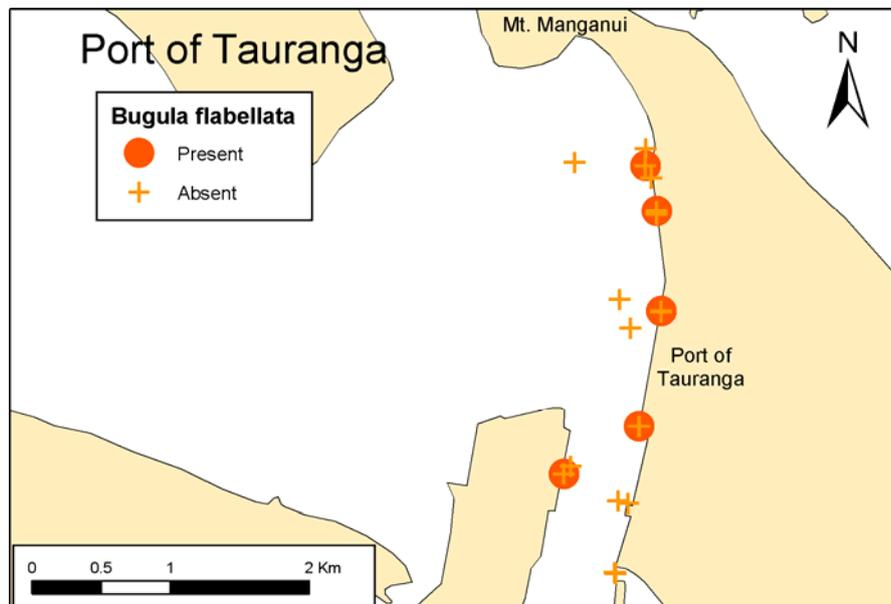 Mt. Manganui
Port of Tauranga
N
Bugula flabellata
Present
Absent
Port of
Tauranga
0 0.5 1 2 Km